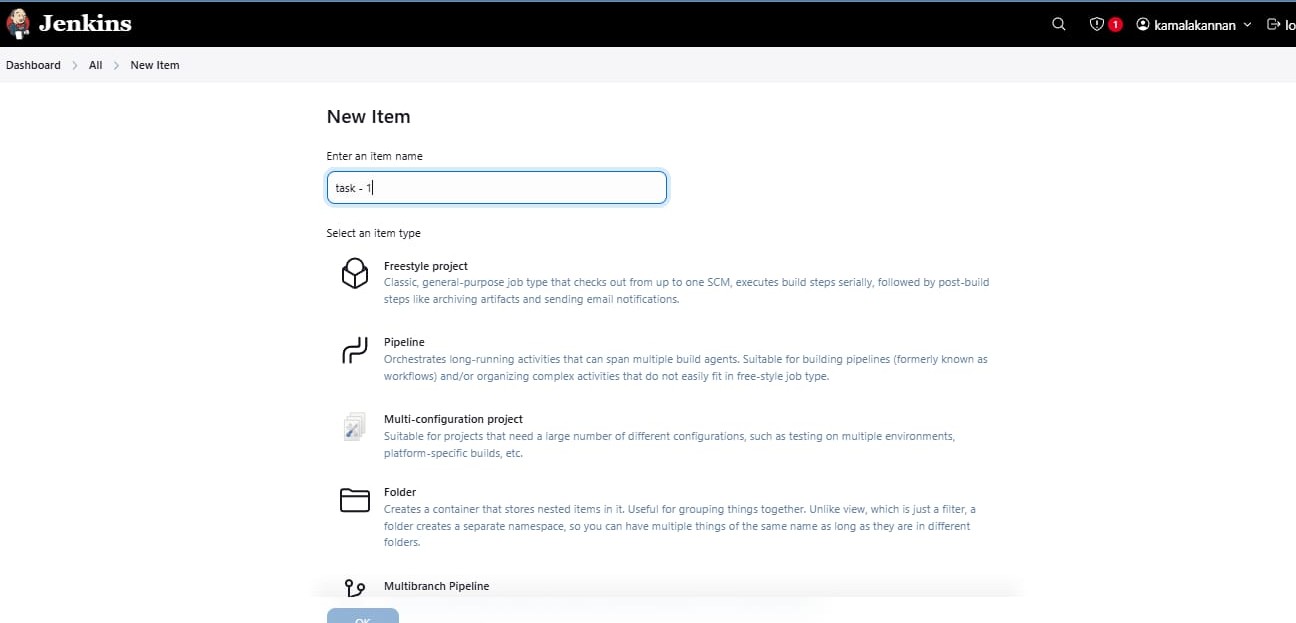 Jenkins
1
kamalakannan
lo
Dashboard > All > New Item
New Item
Enter an item name
task - 1
Select an item type
Freestyle project
Classic, general-purpose job type that checks out from up to one SCM, executes build steps serially, followed by post-build
steps like archiving artifacts and sending email notifications.
Pipeline
Orchestrates long-running activities that can span multiple build agents. Suitable for building pipelines (formerly known as
workflows) and/or organizing complex activities that do not easily fit in free-style job type.
Multi-configuration project
Suitable for projects that need a large number of different configurations, such as testing on multiple environments,
platform-specific builds, etc.
Folder
Creates a container that stores nested items in it. Useful for grouping things together. Unlike view, which is just a filter, a
folder creates a separate namespace, so you can have multiple things of the same name as long as they are in different
folders.
Multibranch Pipeline
OK